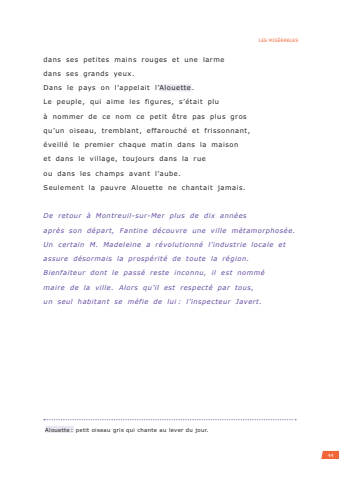 LES MISÉRABLES
dans ses petites mains rouges et une larme
dans ses grands yeux.
Dans le pays on l’appelait l’Alouette.
Le peuple, qui aime les figures, s’était plu
à nommer de ce nom ce petit être pas plus gros
qu’un oiseau, tremblant, effarouché et frissonnant,
éveillé le premier chaque matin dans la maison
et dans le village, toujours dans la rue
ou dans les champs avant l’aube.
Seulement la pauvre Alouette ne chantait jamais.
De retour à Montreuil-sur-Mer plus de dix années
après son départ, Fantine découvre une ville métamorphosée.
Un certain M. Madeleine a révolutionné l’industrie locale et
assure désormais la prospérité de toute la région.
Bienfaiteur dont le passé reste inconnu, il est nommé
maire de la ville. Alors qu’il est respecté par tous,
un seul habitant se méfie de lui : l’inspecteur Javert.
Alouette : petit oiseau gris qui chante au lever du jour.
44